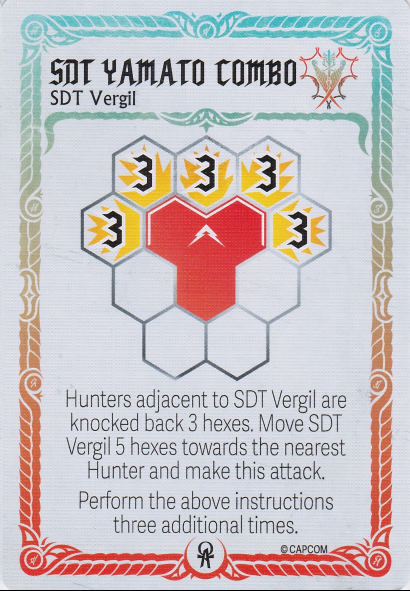 SDT YAMATO COMBO
SDT Vergil
3 3 3
3 3
Hunters adjacent to SDT Vergil are
knocked back 3 hexes. Move SDT
Vergil 5 hexes towards the nearest
Hunter and make this attack.
Perform the above instructions
three additional times.
©CAPCOM